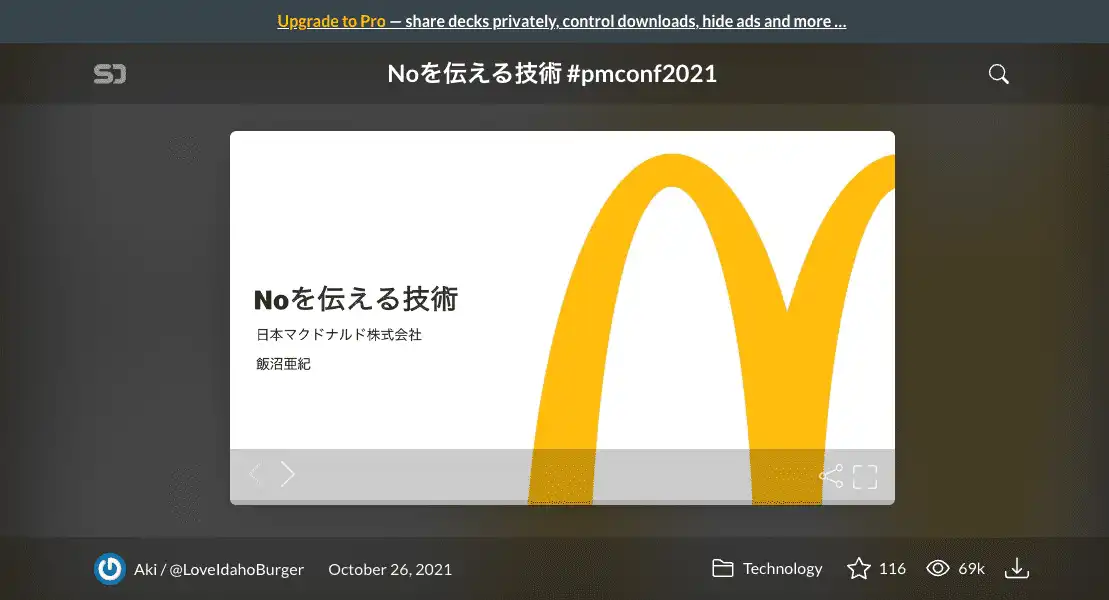 Upgrade to Pro — share decks privately, control downloads, hide ads and more …
SD
Noを伝える技術 #pmconf2021
Noを伝える技術
日本マクドナルド株式会社
飯沼亜紀
Aki / @LoveIdahoBurger
October 26, 2021
Technology
116
69k